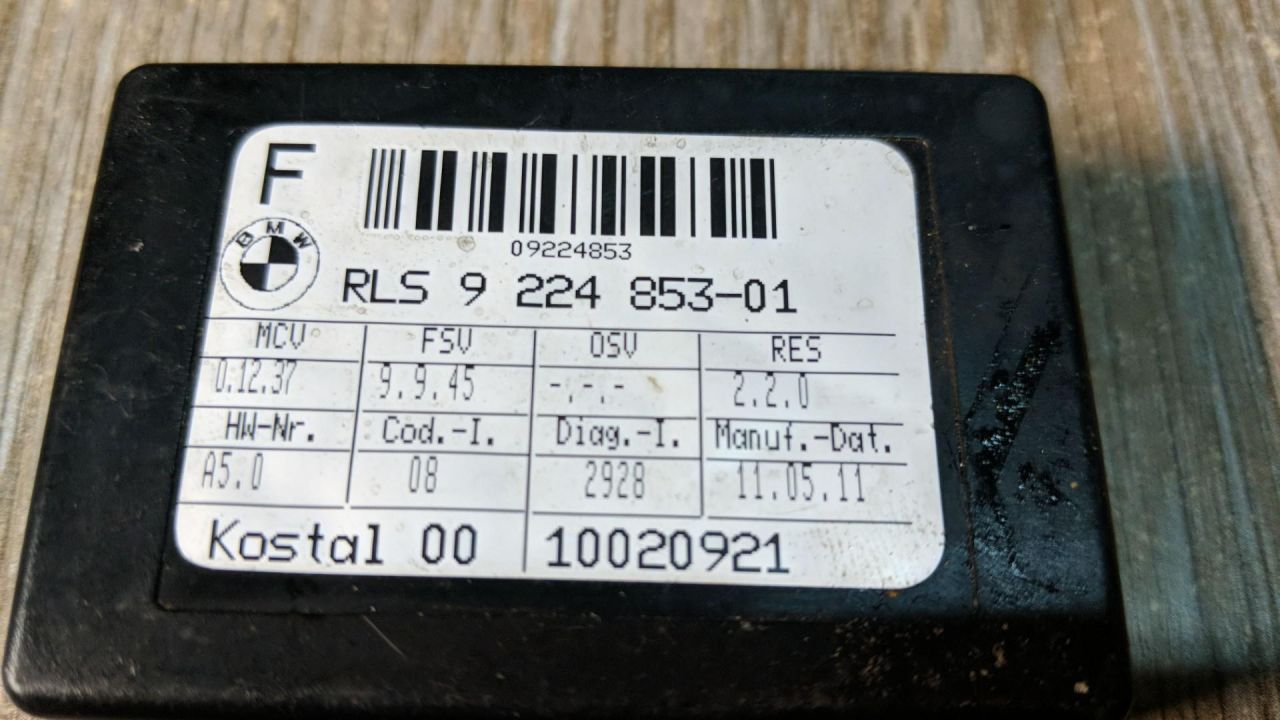 F
09224853
BMW
RLS 9 224 853-01
MCV FSV OSV RES
0.12.37 9.9.45 -.-.- 2.2.0
HW-Nr. Cod.-I. Diag.-I. Manuf.-Dat.
A5.0 08 2928 11.05.11
Kostal 00 10020921